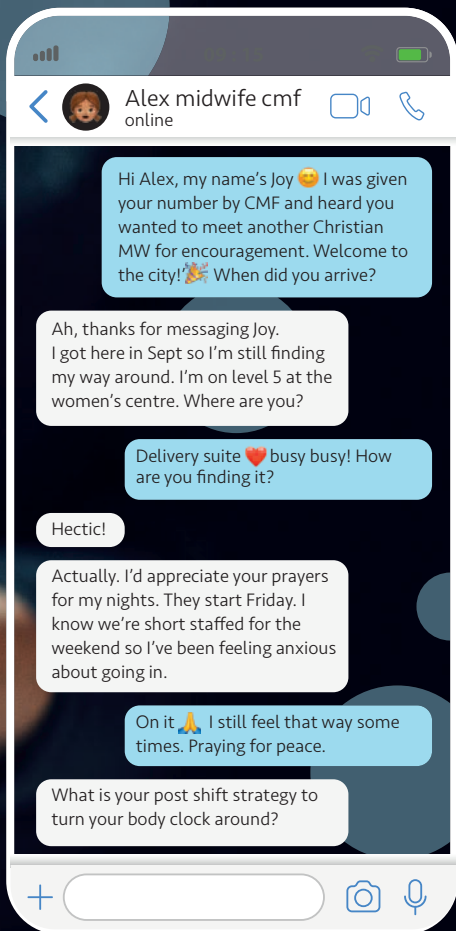 Alex midwife cmf
online
Hi Alex, my name's Joy 😊 I was given
your number by CMF and heard you
wanted to meet another Christian
MW for encouragement. Welcome to
the city! 🎉 When did you arrive?
Ah, thanks for messaging Joy.
I got here in Sept so I'm still finding
my way around. I'm on level 5 at the
women's centre. Where are you?
Delivery suite ❤️ busy busy! How
are you finding it?
Hectic!
Actually. I'd appreciate your prayers
for my nights. They start Friday. I
know we're short staffed for the
weekend so I've been feeling anxious
about going in.
On it 🙏 I still feel that way some
times. Praying for peace.
What is your post shift strategy to
turn your body clock around?